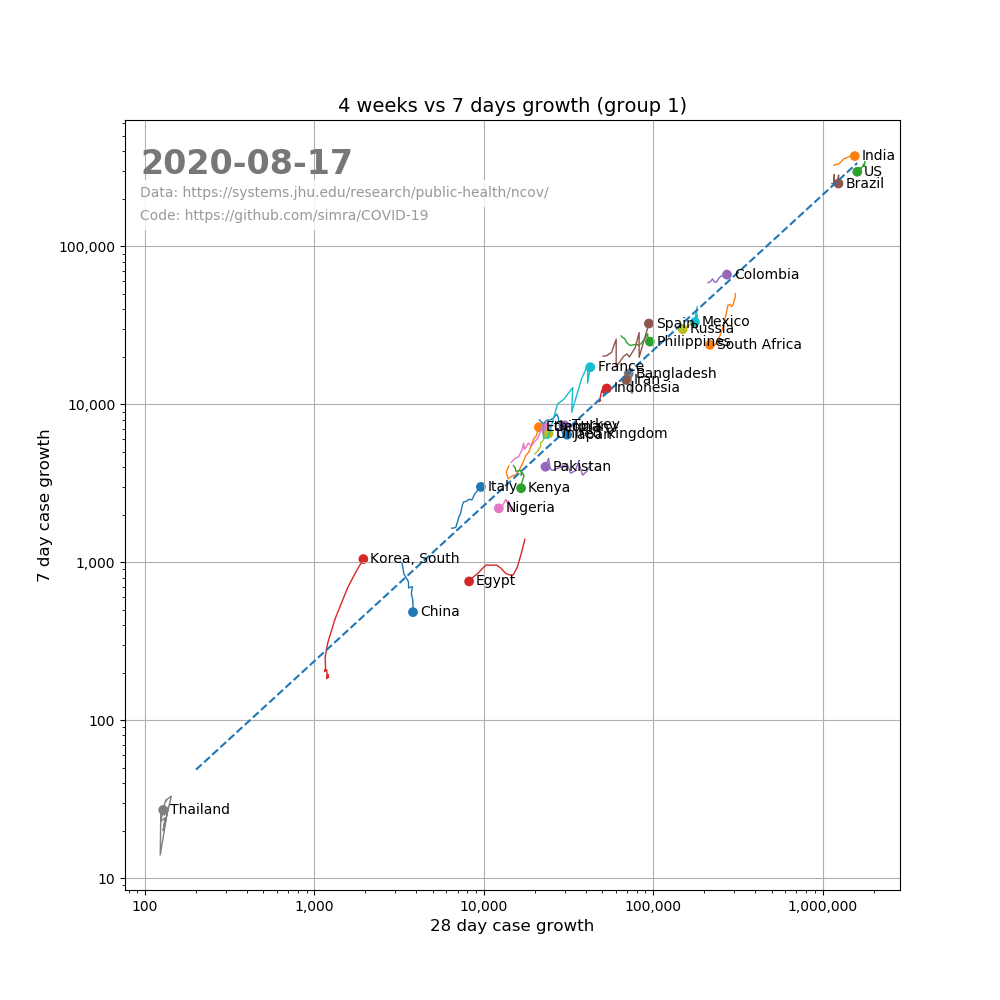 4 weeks vs 7 days growth (group 1)
2020-08-17
Data: https://systems.jhu.edu/research/public-health/ncov/
Code: https://github.com/simra/COVID-19
India
US
Brazil
100,000
Colombia
Spain
Mexico
Russia
Philippines
South Africa
France
Bangladesh
Iran
Indonesia
10,000
Turkey
United Kingdom
Japan
Pakistan
Italy
Kenya
Nigeria
1,000
Korea, South
Egypt
China
100
Thailand
10
100
1,000
10,000
100,000
1,000,000
28 day case growth
7 day case growth